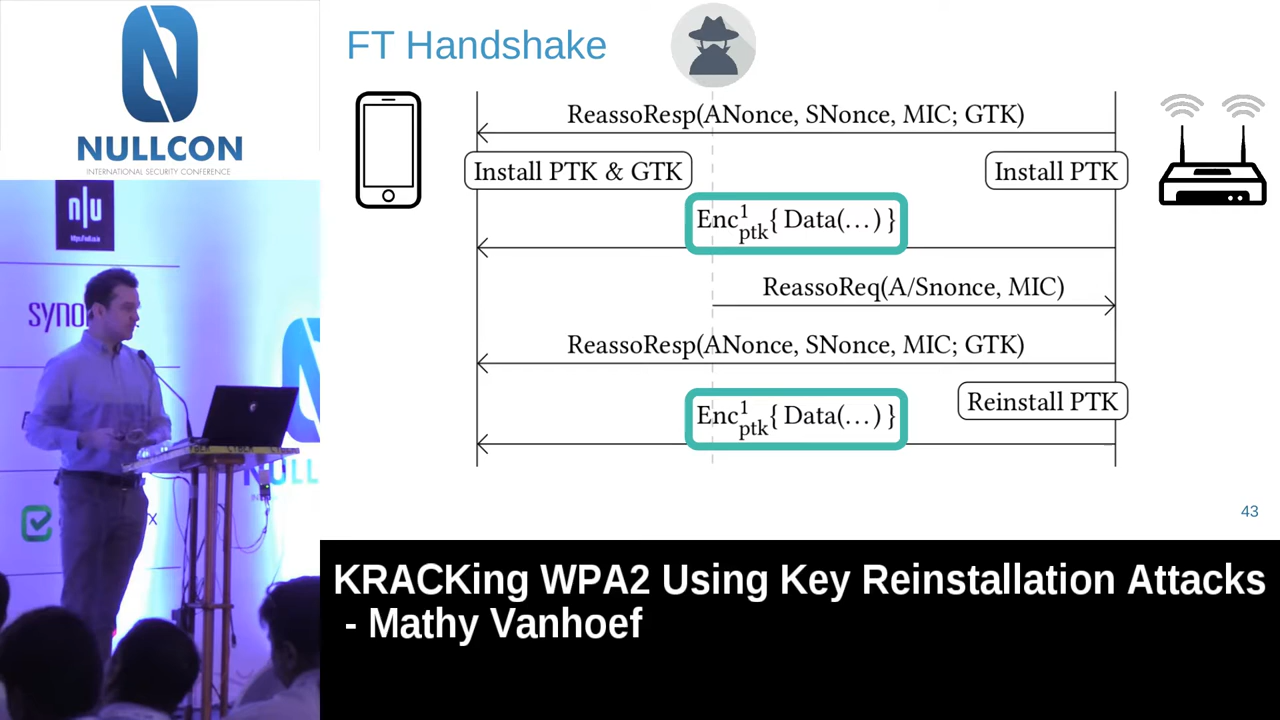 NULLCON
INTERNATIONAL SECURITY CONFERENCE
n|u
SYNO
NULL
FT Handshake
ReassoResp(ANonce, SNonce, MIC; GTK)
Install PTK & GTK
Install PTK
Enc¹ptk{ Data(…) }
ReassoReq(A/Snonce, MIC)
ReassoResp(ANonce, SNonce, MIC; GTK)
Reinstall PTK
Enc¹ptk{ Data(…) }
43
KRACKing WPA2 Using Key Reinstallation Attacks
- Mathy Vanhoef